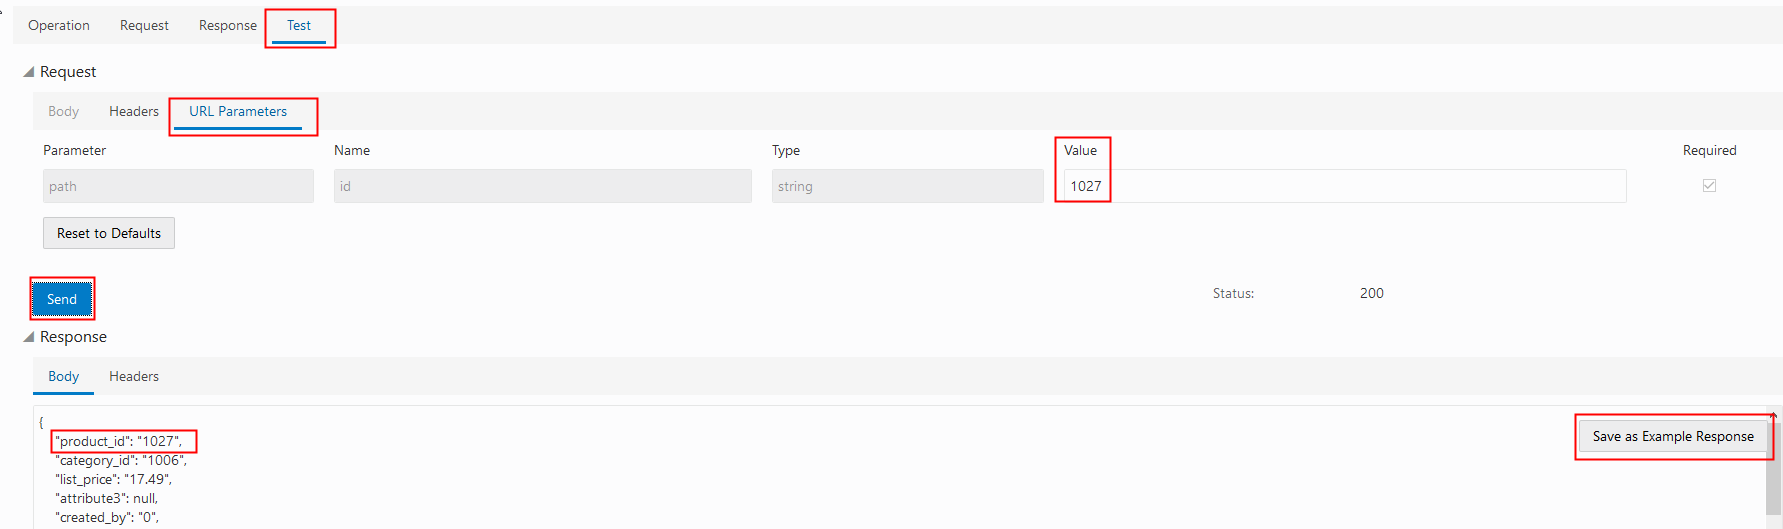 Operation Request Response Test
Request
Body Headers URL Parameters
Parameter Name Type Value Required
path id string 1027
Reset to Defaults
Send Status: 200
Response
Body Headers
{
"product_id": "1027",
Save as Example Response
"category_id": "1006",
"list_price": "17.49",
"attribute3": null,
"created_by": "0",